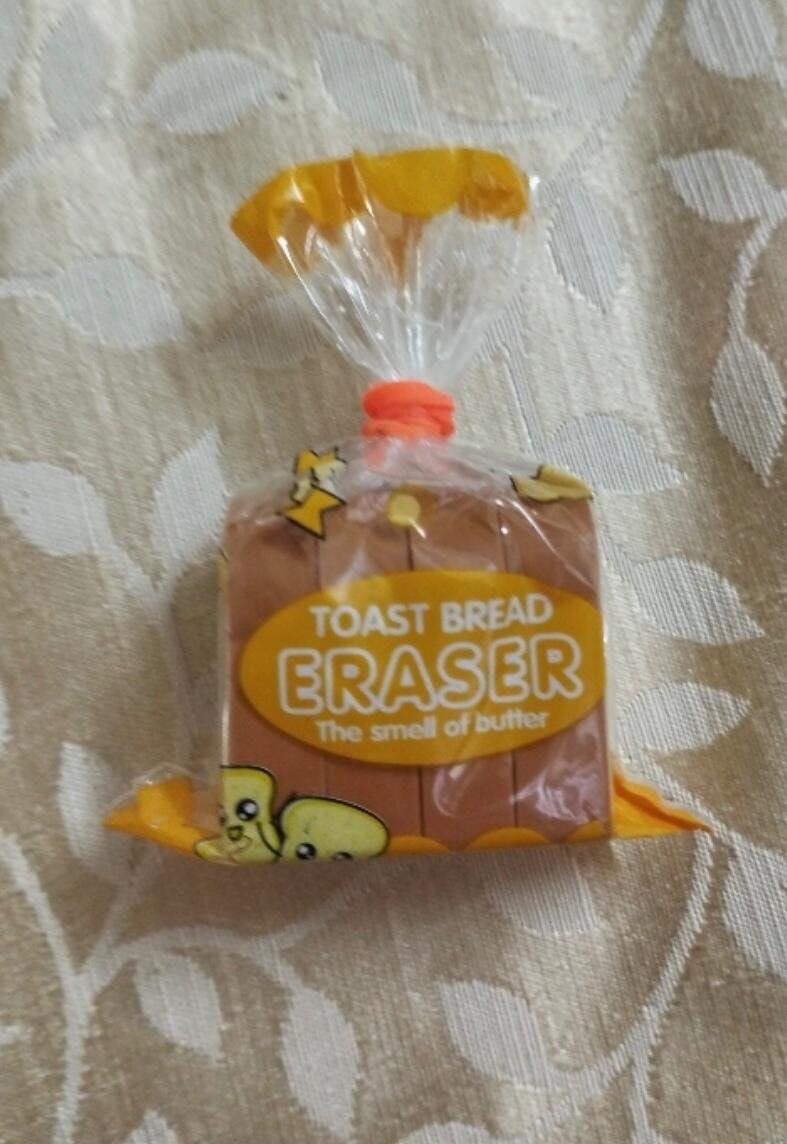 TOAST BREAD
ERASER
The smell of butter